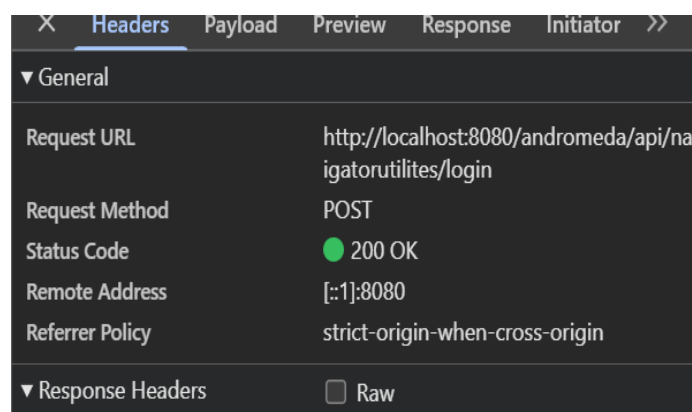 × Headers Payload Preview Response Initiator >>
▼ General
Request URL http://localhost:8080/andromeda/api/na
igatorutilites/login
Request Method POST
Status Code 200 OK
Remote Address [::1]:8080
Referrer Policy strict-origin-when-cross-origin
▼ Response Headers Raw